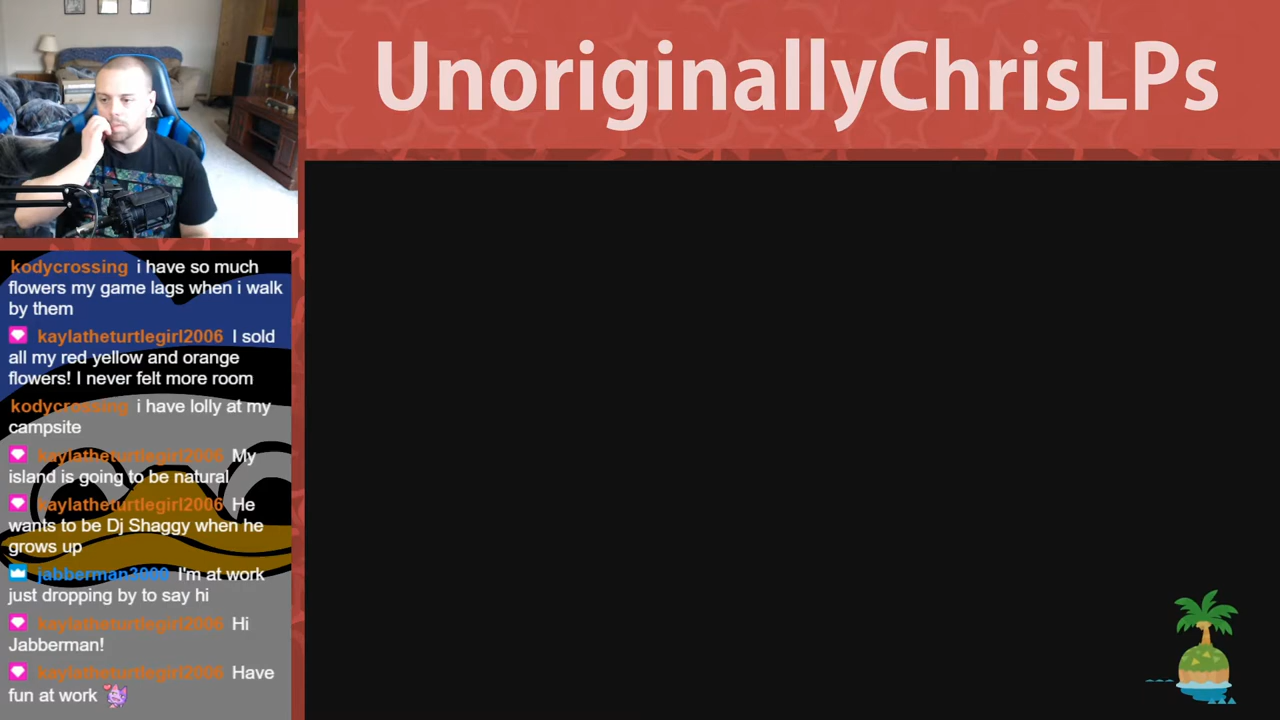 UnoriginallyChrisLPs
kodycrossing i have so much
flowers my game lags when i walk
by them
kaylatheturtlegirl2006 I sold
all my red yellow and orange
flowers! I never felt more room
kodycrossing i have lolly at my
campsite
kaylatheturtlegirl2006 My
island is going to be natural
kaylatheturtlegirl2006 He
wants to be Dj Shaggy when he
grows up
jabberman3000 I'm at work
just dropping by to say hi
kaylatheturtlegirl2006 Hi
Jabberman!
kaylatheturtlegirl2006 Have
fun at work